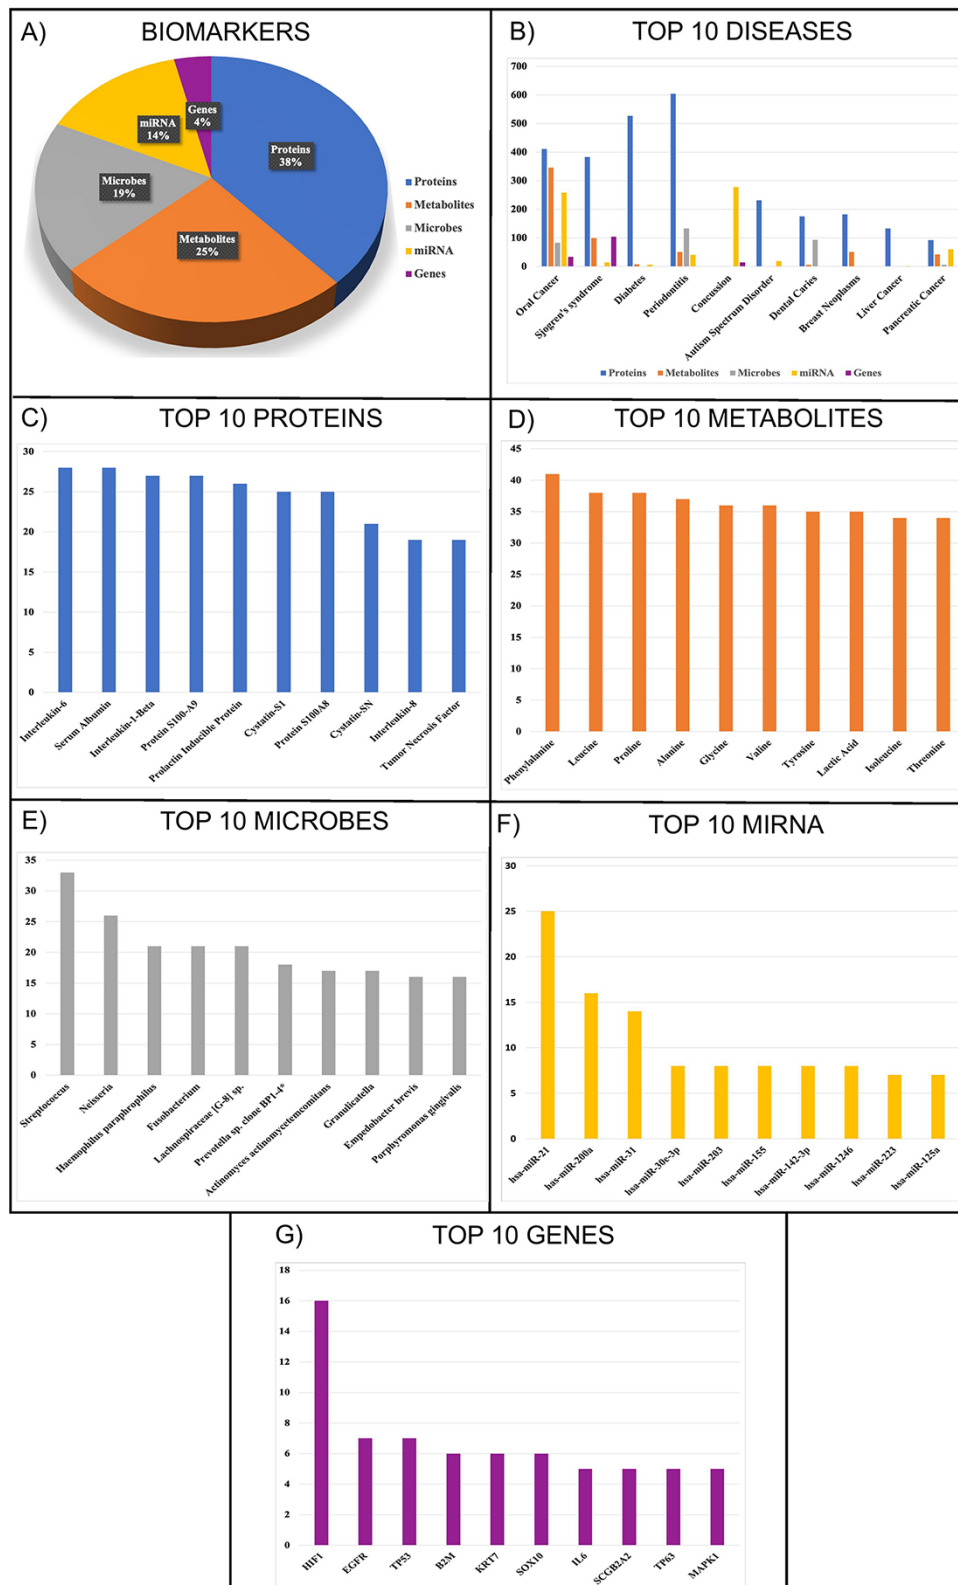 A) BIOMARKERS
Genes
4%
miRNA
14%
Proteins
38%
Microbes
19%
Metabolites
25%
Proteins
Metabolites
Microbes
miRNA
Genes
B) TOP 10 DISEASES
700
600
500
400
300
200
100
0
Oral Cancer
Sjogren's syndrome
Diabetes
Periodontitis
Concussion
Autism Spectrum Disorder
Dental Caries
Breast Neoplasms
Liver Cancer
Pancreatic Cancer
Proteins Metabolites Microbes miRNA Genes
C) TOP 10 PROTEINS
30
25
20
15
10
5
0
Interleukin-6
Serum Albumin
Interleukin-1-Beta
Protein S100-A9
Prolactin Inducible Protein
Cystatin-S1
Protein S100A8
Cystatin-SN
Interleukin-8
Tumor Necrosis Factor
D) TOP 10 METABOLITES
45
40
35
30
25
20
15
10
5
0
Phenylalanine
Leucine
Proline
Alanine
Glycine
Valine
Tyrosine
Lactic Acid
Isoleucine
Threonine
E) TOP 10 MICROBES
35
30
25
20
15
10
5
0
Streptococcus
Neisseria
Haemophilus paraphrophilus
Fusobacterium
Lachnospiraceae [G-8] sp.
Prevotella sp. clone BP1-4*
Actinomyces actinomycetemcomitans
Granulicatella
Empedobacter brevis
Porphyromonas gingivalis
F) TOP 10 MIRNA
30
25
20
15
10
5
0
hsa-miR-21
has-miR-200a
hsa-miR-31
hsa-miR-30e-3p
hsa-miR-203
hsa-miR-155
hsa-miR-142-3p
hsa-miR-1246
hsa-miR-223
hsa-miR-125a
G) TOP 10 GENES
18
16
14
12
10
8
6
4
2
0
HIF1
EGFR
TP53
B2M
KRT7
SOX10
IL6
SCGB2A2
TP63
MAPK1